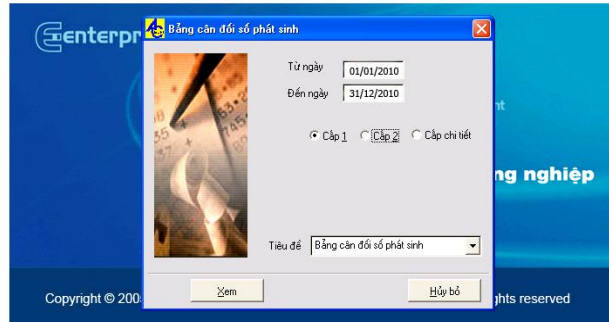 enterpr
Bảng cân đối số phát sinh
Từ ngày 01/01/2010
Đến ngày 31/12/2010
nt
Cấp 1 Cấp 2 Cấp chi tiết
ng nghiệp
Tiêu đề Bảng cân đối số phát sinh
Xem Hủy bỏ
Copyright © 200 ghts reserved